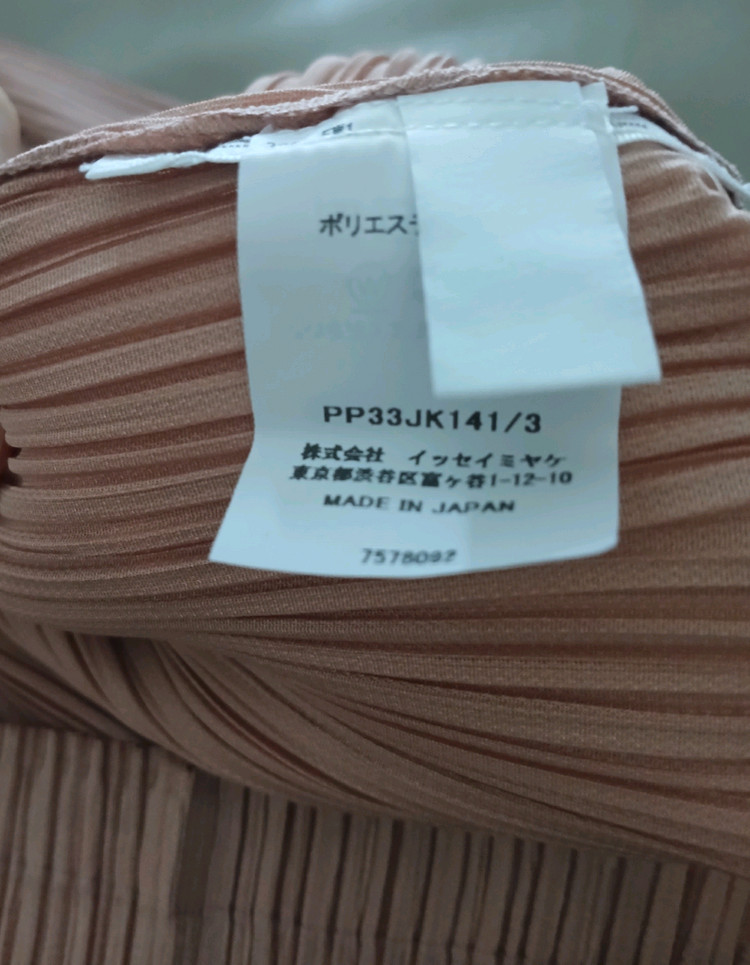 ポリエステ
PP33JK141/3
株式会社 イッセイミヤケ
東京都渋谷区富ヶ谷1-12-10
MADE IN JAPAN
7578092